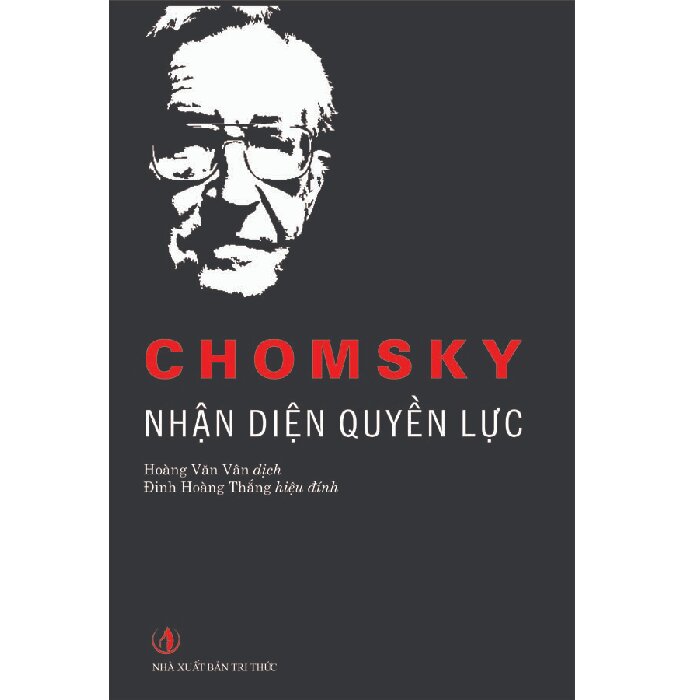 CHOMSKY
NHẬN DIỆN QUYỀN LỰC
Hoàng Văn Vân dịch
Đinh Hoàng Thắng hiệu đính
NHÀ XUẤT BẢN TRI THỨC